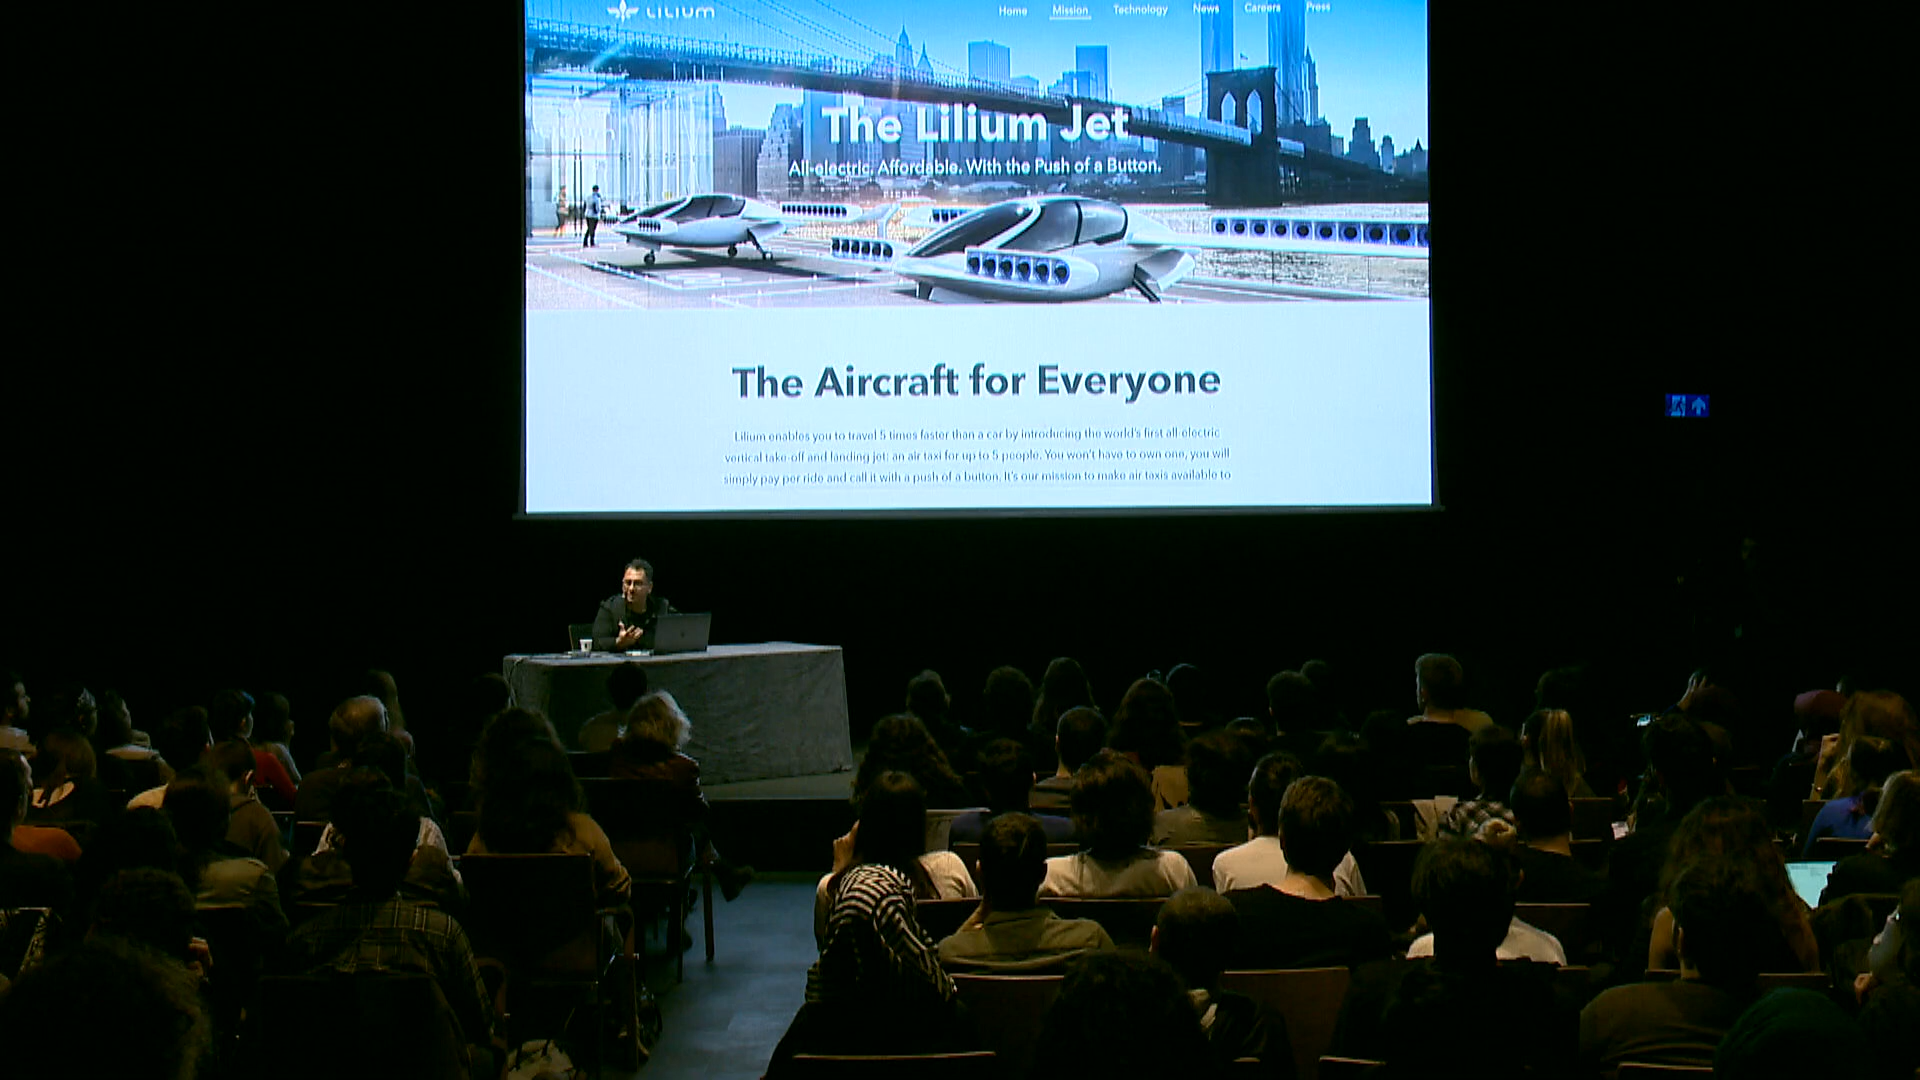 LILIUM
Home Mission Technology News Careers Press
The Lilium Jet
All-electric. Affordable. With the Push of a Button.
The Aircraft for Everyone
Lilium enables you to travel 5 times faster than a car by introducing the world's first all-electric
vertical take-off and landing jet: an air taxi for up to 5 people. You won't have to own one, you will
simply pay per ride and call it with a push of a button. It's our mission to make air taxis available to